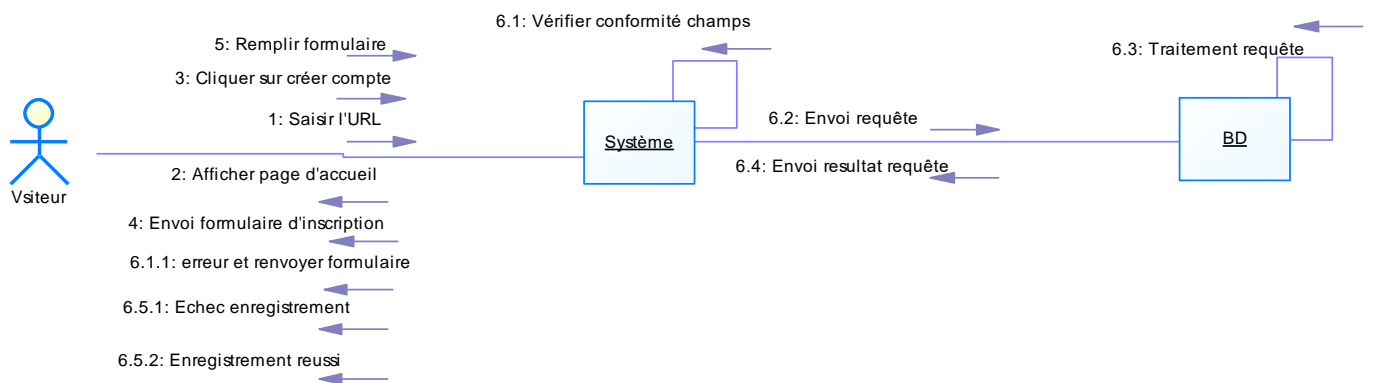 6.1: Vérifier conformité champs
5: Remplir formulaire
6.3: Traitement requête
3: Cliquer sur créer compte
1: Saisir l'URL
6.2: Envoi requête
Système
BD
6.4: Envoi resultat requête
2: Afficher page d'accueil
Vsiteur
4: Envoi formulaire d'inscription
6.1.1: erreur et renvoyer formulaire
6.5.1: Echec enregistrement
6.5.2: Enregistrement reussi